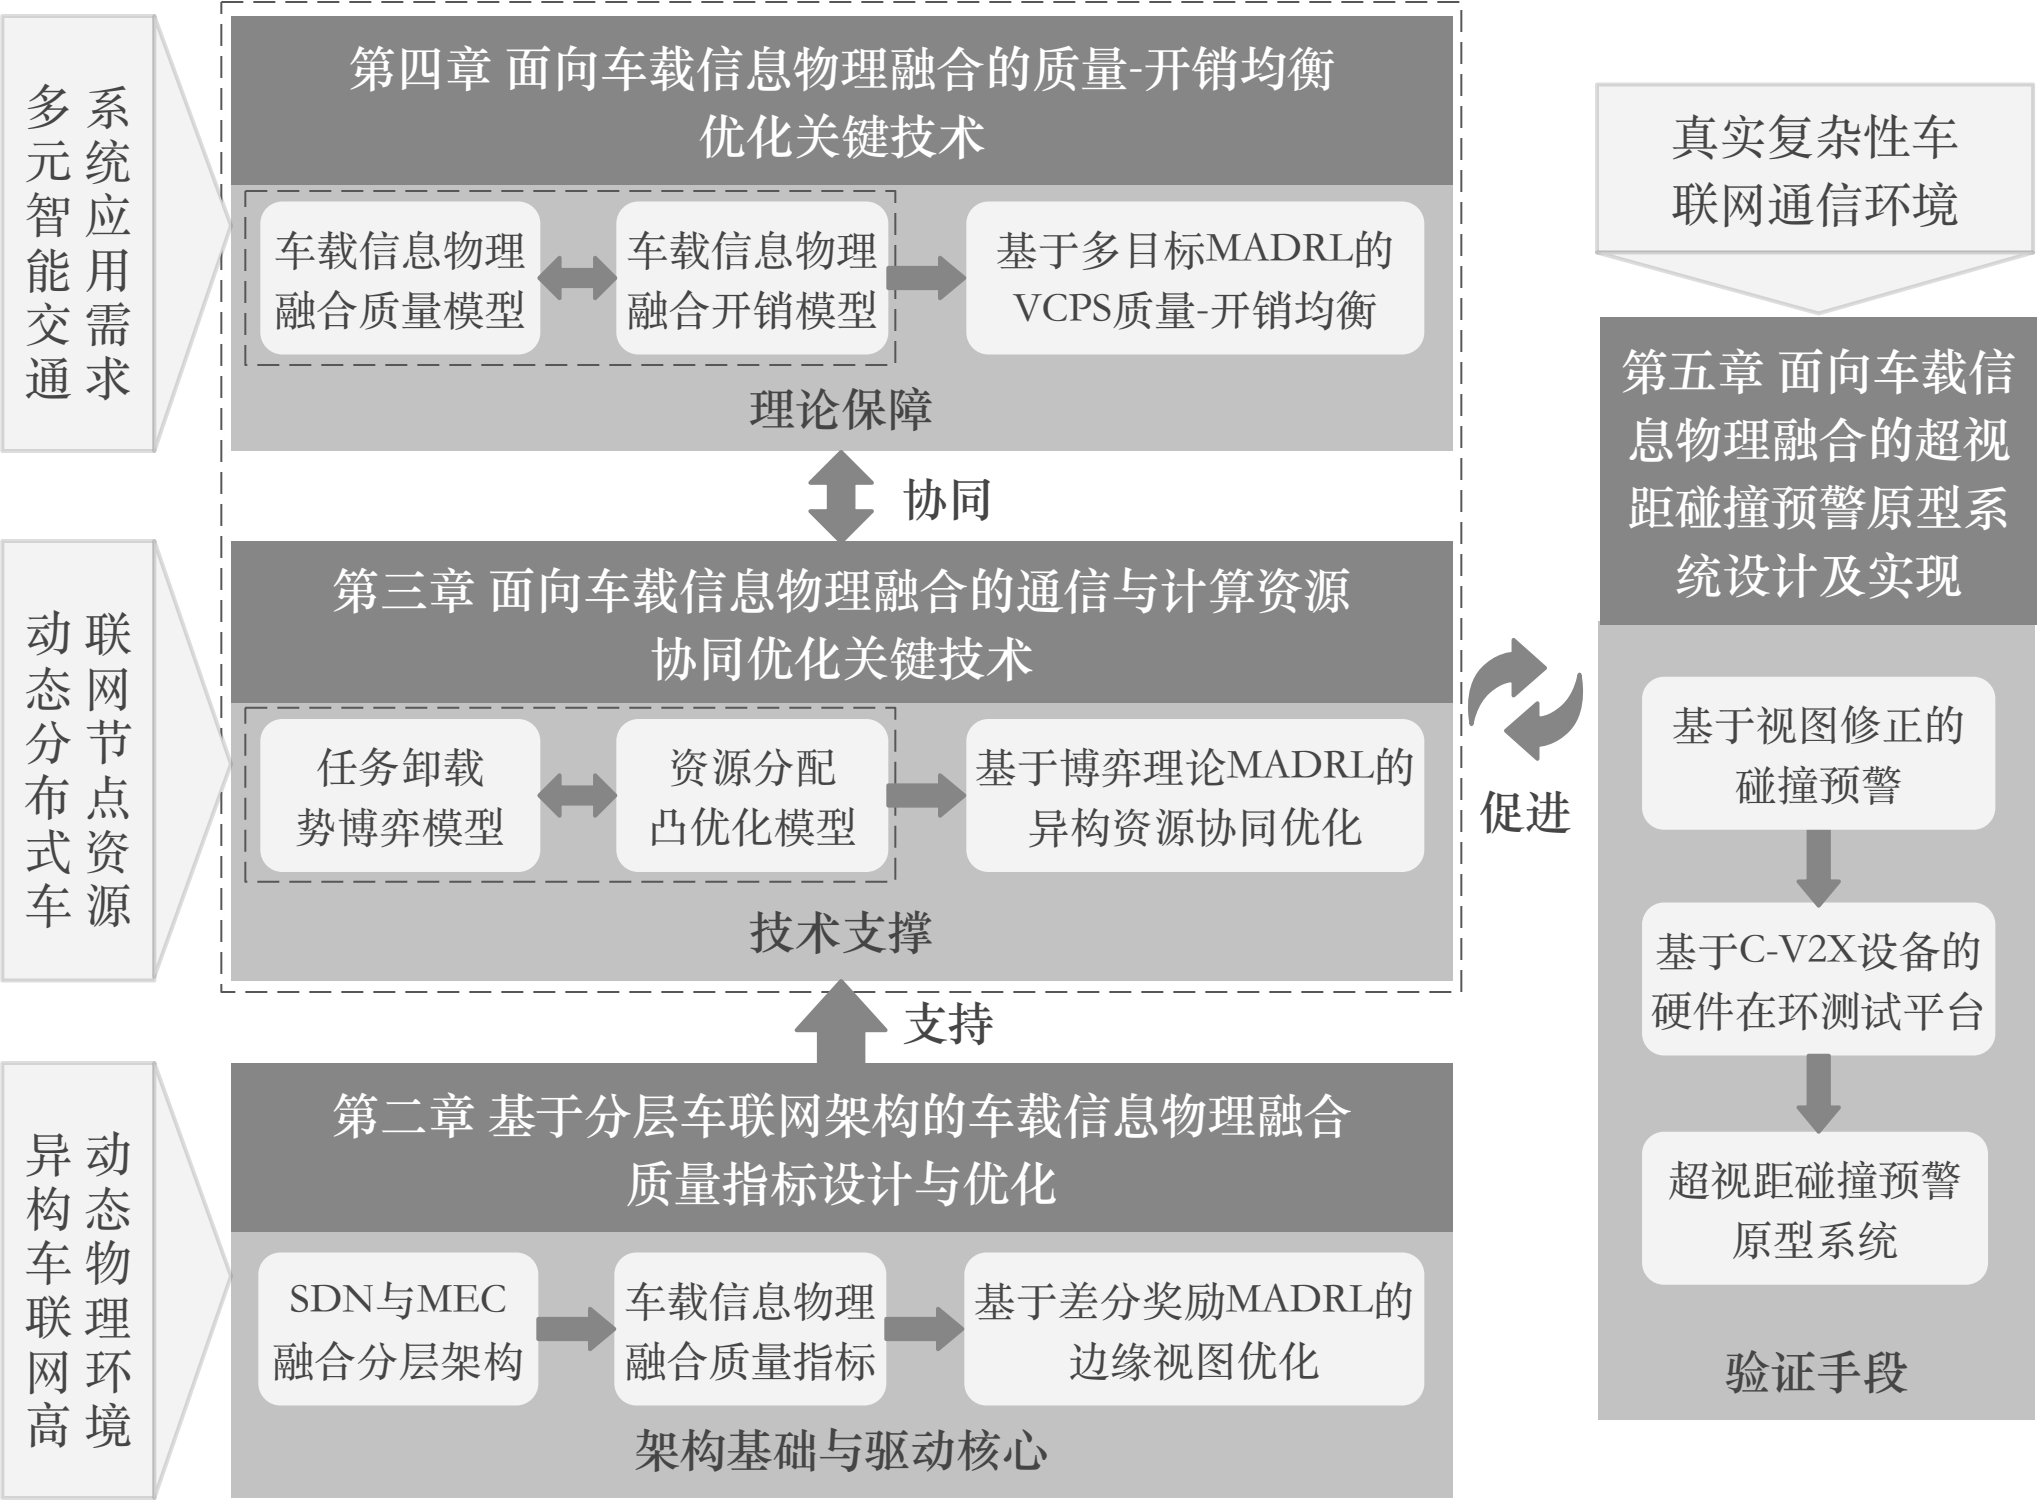 多元智能交通
系统应用需求
第四章 面向车载信息物理融合的质量-开销均衡
优化关键技术
车载信息物理
融合质量模型
车载信息物理
融合开销模型
基于多目标MADRL的
VCPS质量-开销均衡
理论保障
协同
动态分布式车
联网节点资源
第三章 面向车载信息物理融合的通信与计算资源
协同优化关键技术
任务卸载
势博弈模型
资源分配
凸优化模型
基于博弈理论MADRL的
异构资源协同优化
技术支撑
支持
异构车联网高
动态物理环境
第二章 基于分层车联网架构的车载信息物理融合
质量指标设计与优化
SDN与MEC
融合分层架构
车载信息物理
融合质量指标
基于差分奖励MADRL的
边缘视图优化
架构基础与驱动核心
促进
真实复杂性车
联网通信环境
第五章 面向车载信
息物理融合的超视
距碰撞预警原型系
统设计及实现
基于视图修正的
碰撞预警
基于C-V2X设备的
硬件在环测试平台
超视距碰撞预警
原型系统
验证手段